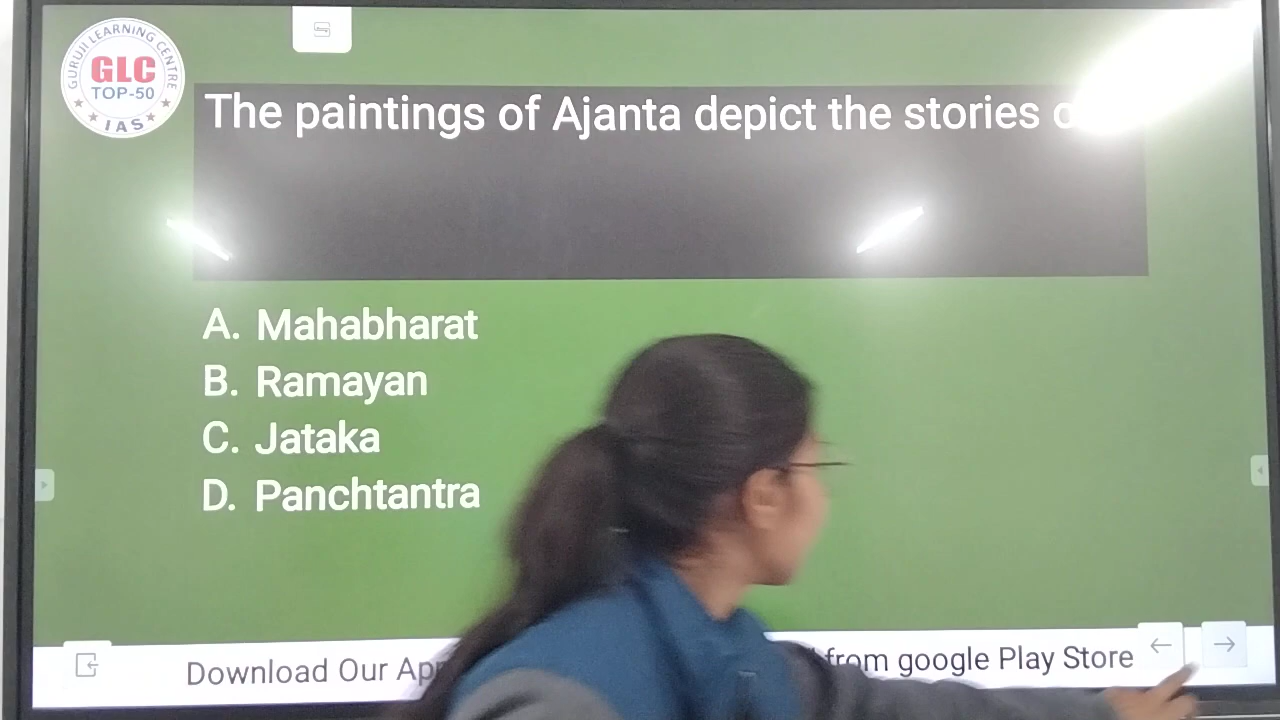 GURUJI LEARNING CENTRE
GLC
TOP-50
IAS
The paintings of Ajanta depict the stories
A. Mahabharat
B. Ramayan
C. Jataka
D. Panchtantra
Download Our from google Play Store